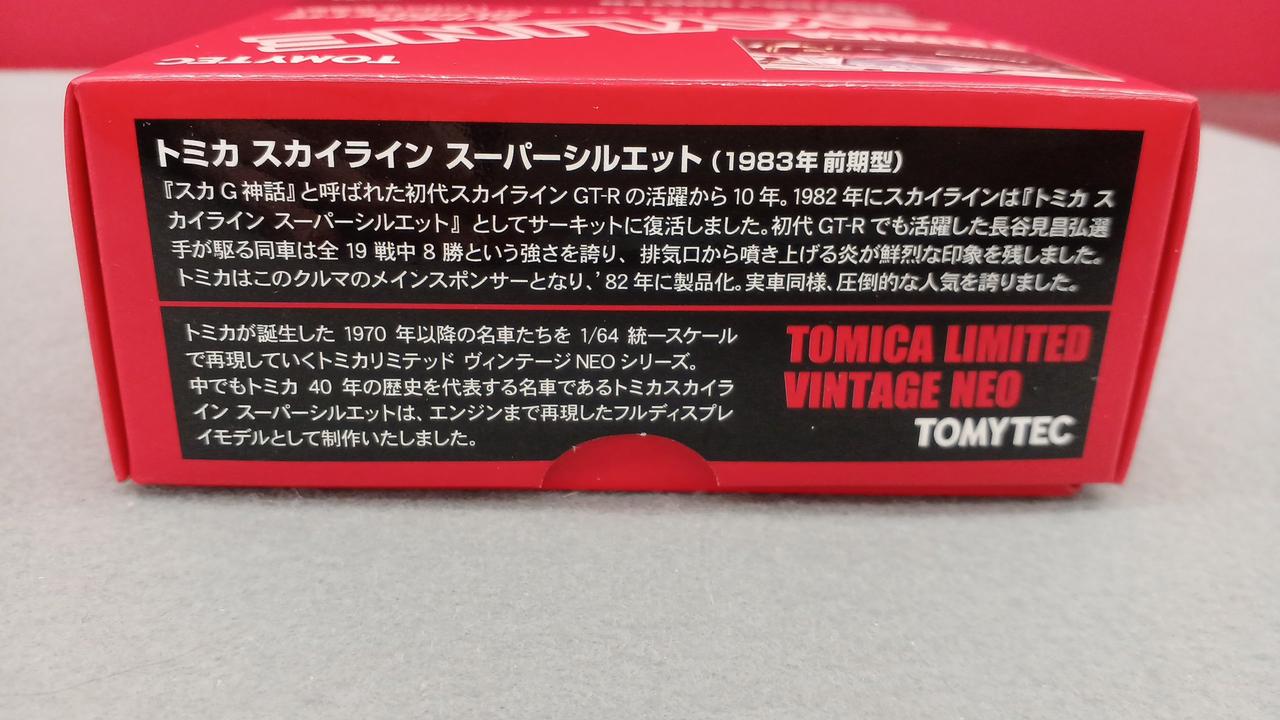 TOMYTEC
トミカ スカイライン スーパーシルエット（1983年 前期型）
『スカG神話』と呼ばれた初代スカイライン GT-R の活躍から 10 年。1982 年にスカイラインは『トミカ ス
カイライン スーパーシルエット』 としてサーキットに復活しました。初代 GT-R でも活躍した長谷見昌弘選
手が駆る同車は全 19 戦中 8 勝という強さを誇り、排気口から噴き上げる炎が鮮烈な印象を残しました。
トミカはこのクルマのメインスポンサーとなり、'82 年に製品化。実車同様、圧倒的な人気を誇りました。
トミカが誕生した 1970 年以降の名車たちを 1/64 統一スケール
で再現していくトミカリミテッド ヴィンテージ NEO シリーズ。
中でもトミカ 40 年の歴史を代表する名車であるトミカスカイラ
イン スーパーシルエットは、エンジンまで再現したフルディスプレ
イモデルとして制作いたしました。
TOMICA LIMITED
VINTAGE NEO
TOMYTEC